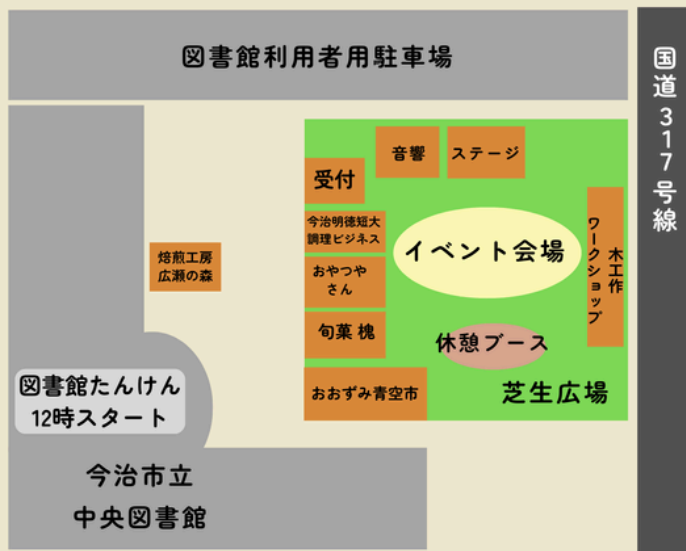 図書館利用者用駐車場
国道317号線
音響
ステージ
受付
今治明徳短大
調理ビジネス
イベント会場
木工作
ワークショップ
焙煎工房
広瀬の森
おやつや
さん
旬菓 槐
休憩ブース
図書館たんけん
12時スタート
おおずみ青空市
芝生広場
今治市立
中央図書館